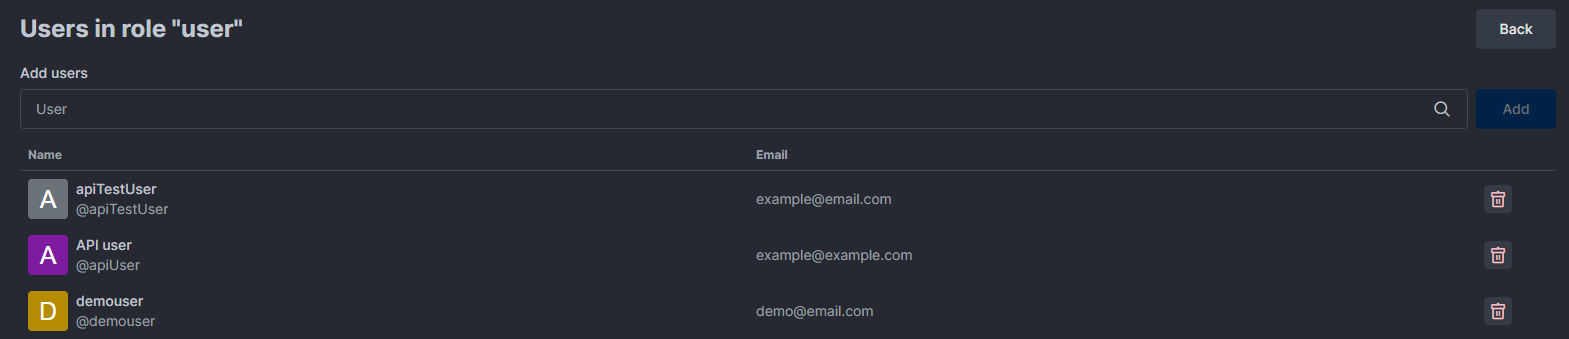 Users in role "user"
Back
Add users
User
Add
Name Email
A apiTestUser
@apiTestUser
example@email.com
A API user
@apiUser
example@example.com
D demouser
@demouser
demo@email.com